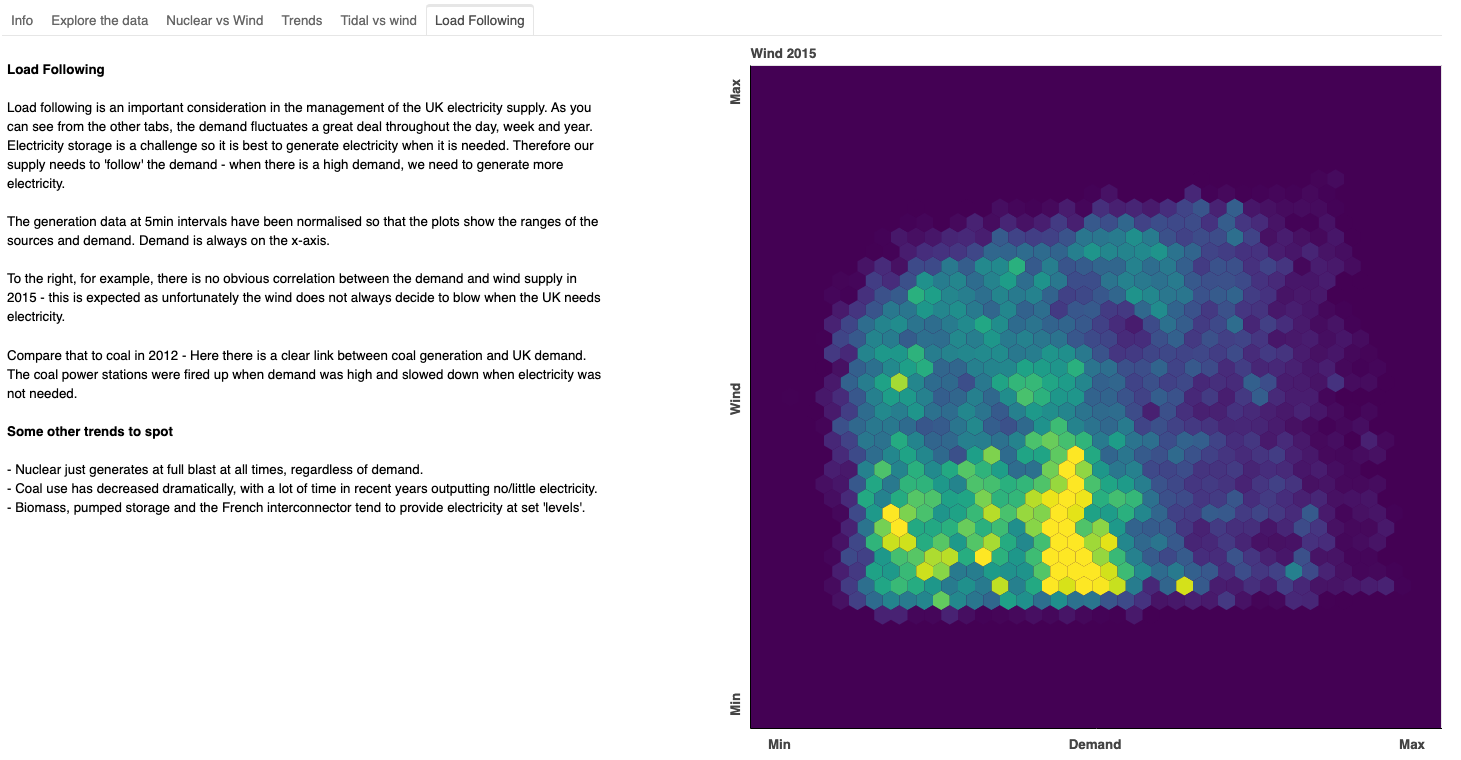 Info Explore the data Nuclear vs Wind Trends Tidal vs wind Load Following
Load Following
Load following is an important consideration in the management of the UK electricity supply. As you
can see from the other tabs, the demand fluctuates a great deal throughout the day, week and year.
Electricity storage is a challenge so it is best to generate electricity when it is needed. Therefore our
supply needs to 'follow' the demand - when there is a high demand, we need to generate more
electricity.
The generation data at 5min intervals have been normalised so that the plots show the ranges of the
sources and demand. Demand is always on the x-axis.
To the right, for example, there is no obvious correlation between the demand and wind supply in
2015 - this is expected as unfortunately the wind does not always decide to blow when the UK needs
electricity.
Compare that to coal in 2012 - Here there is a clear link between coal generation and UK demand.
The coal power stations were fired up when demand was high and slowed down when electricity was
not needed.
Some other trends to spot
- Nuclear just generates at full blast at all times, regardless of demand.
- Coal use has decreased dramatically, with a lot of time in recent years outputting no/little electricity.
- Biomass, pumped storage and the French interconnector tend to provide electricity at set 'levels'.
Wind 2015
Max
Wind
Min
Min Demand Max